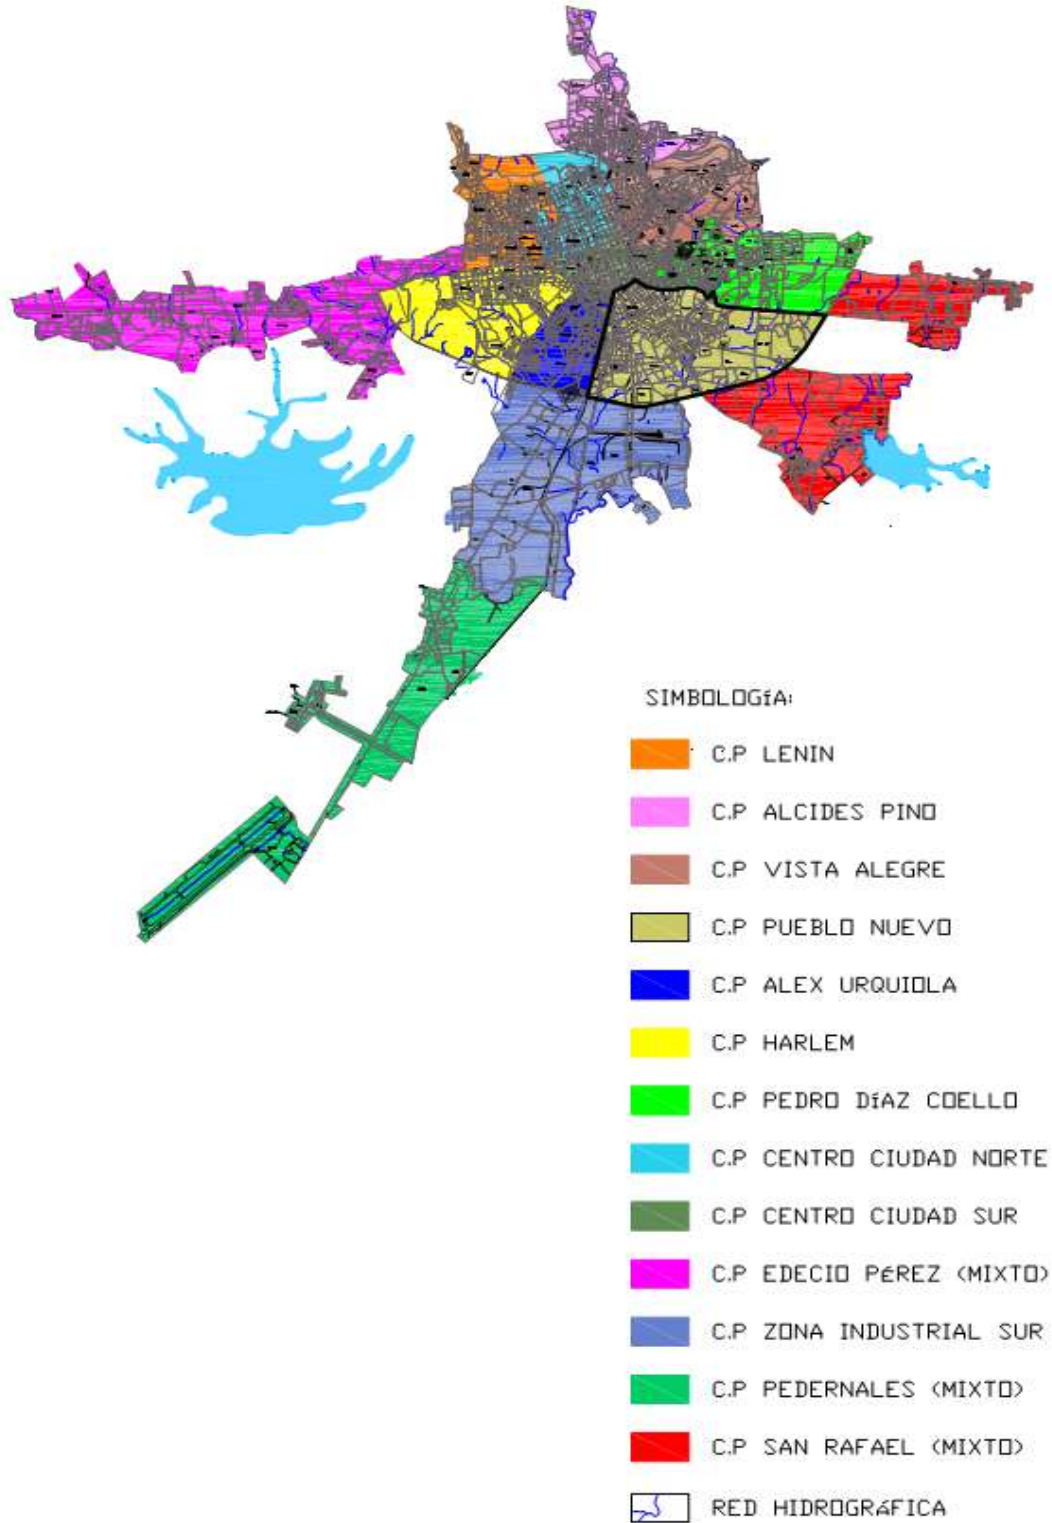 SIMBOLOGíA:
C.P LENIN
C.P ALCIDES PINO
C.P VISTA ALEGRE
C.P PUEBLO NUEVO
C.P ALEX URQUIOLA
C.P HARLEM
C.P PEDRO DíAZ COELLO
C.P CENTRO CIUDAD NORTE
C.P CENTRO CIUDAD SUR
C.P EDECIO PéREZ (MIXTO)
C.P ZONA INDUSTRIAL SUR
C.P PEDERNALES (MIXTO)
C.P SAN RAFAEL (MIXTO)
RED HIDROGRáFICA